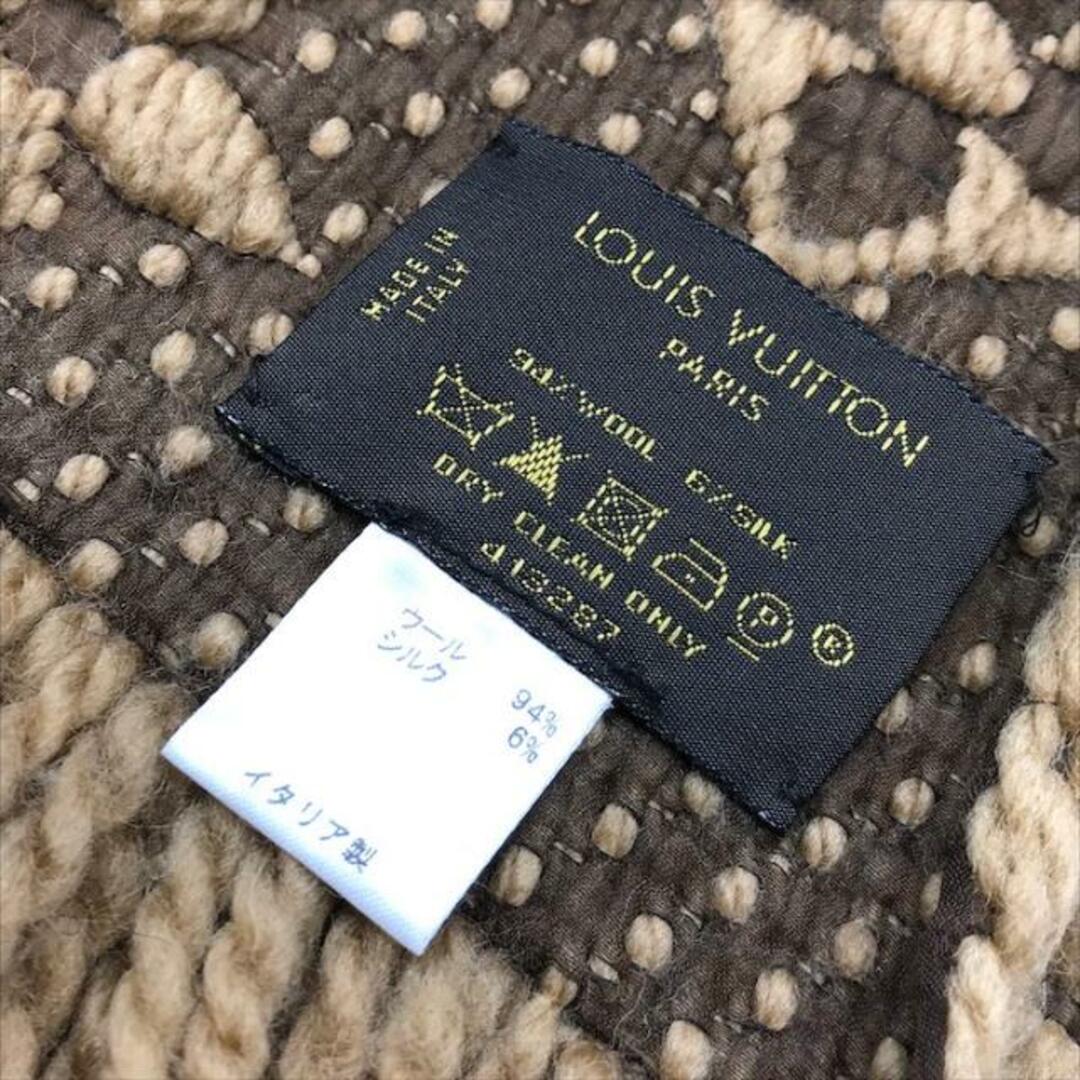 LOUIS VUITTON
PARIS
MADE IN
ITALY
94%WOOL 6%SILK
P
R
DRY CLEAN ONLY
413287
ウール 94%
シルク 6%
イタリア製